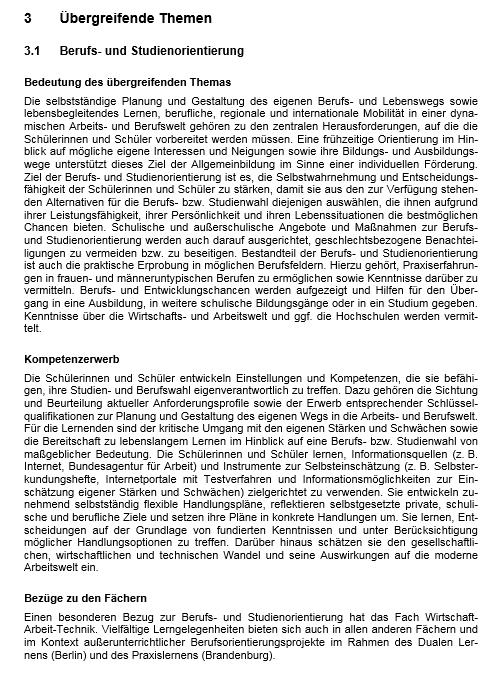 3 Übergreifende Themen
3.1 Berufs- und Studienorientierung
Bedeutung des übergreifenden Themas
Die selbstständige Planung und Gestaltung des eigenen Berufs- und Lebenswegs sowie
lebensbegleitendes Lernen, berufliche, regionale und internationale Mobilität in einer dyna-
mischen Arbeits- und Berufswelt gehören zu den zentralen Herausforderungen, auf die die
Schülerinnen und Schüler vorbereitet werden müssen. Eine frühzeitige Orientierung im Hin-
blick auf mögliche eigene Interessen und Neigungen sowie ihre Bildungs- und Ausbildungs-
wege unterstützt dieses Ziel der Allgemeinbildung im Sinne einer individuellen Förderung.
Ziel der Berufs- und Studienorientierung ist es, die Selbstwahrnehmung und Entscheidungs-
fähigkeit der Schülerinnen und Schüler zu stärken, damit sie aus den zur Verfügung stehen-
den Alternativen für die Berufs- bzw. Studienwahl diejenigen auswählen, die ihnen aufgrund
ihrer Leistungsfähigkeit, ihrer Persönlichkeit und ihren Lebenssituationen die bestmöglichen
Chancen bieten. Schulische und außerschulische Angebote und Maßnahmen zur Berufs-
und Studienorientierung werden auch darauf ausgerichtet, geschlechtsbezogene Benachtei-
ligungen zu vermeiden bzw. zu beseitigen. Bestandteil der Berufs- und Studienorientierung
ist auch die praktische Erprobung in möglichen Berufsfeldern. Hierzu gehört, Praxiserfahrun-
gen in frauen- und männeruntypischen Berufen zu ermöglichen sowie Kenntnisse darüber zu
vermitteln. Berufs- und Entwicklungschancen werden aufgezeigt und Hilfen für den Über-
gang in eine Ausbildung, in weitere schulische Bildungsgänge oder in ein Studium gegeben.
Kenntnisse über die Wirtschafts- und Arbeitswelt und ggf. die Hochschulen werden vermit-
telt.
Kompetenzerwerb
Die Schülerinnen und Schüler entwickeln Einstellungen und Kompetenzen, die sie befähi-
gen, ihre Studien- und Berufswahl eigenverantwortlich zu treffen. Dazu gehören die Sichtung
und Beurteilung aktueller Anforderungsprofile sowie der Erwerb entsprechender Schlüssel-
qualifikationen zur Planung und Gestaltung des eigenen Wegs in die Arbeits- und Berufswelt.
Für die Lernenden sind der kritische Umgang mit den eigenen Stärken und Schwächen sowie
die Bereitschaft zu lebenslangem Lernen im Hinblick auf eine Berufs- bzw. Studienwahl von
maßgeblicher Bedeutung. Die Schülerinnen und Schüler lernen, Informationsquellen (z. B.
Internet, Bundesagentur für Arbeit) und Instrumente zur Selbsteinschätzung (z. B. Selbster-
kundungshefte, Internetportale mit Testverfahren und Informationsmöglichkeiten zur Ein-
schätzung eigener Stärken und Schwächen) zielgerichtet zu verwenden. Sie entwickeln zu-
nehmend selbstständig flexible Handlungspläne, reflektieren selbstgesetzte private, schuli-
sche und berufliche Ziele und setzen ihre Pläne in konkrete Handlungen um. Sie lernen, Ent-
scheidungen auf der Grundlage von fundierten Kenntnissen und unter Berücksichtigung
möglicher Handlungsoptionen zu treffen. Darüber hinaus schätzen sie den gesellschaftli-
chen, wirtschaftlichen und technischen Wandel und seine Auswirkungen auf die moderne
Arbeitswelt ein.
Bezüge zu den Fächern
Einen besonderen Bezug zur Berufs- und Studienorientierung hat das Fach Wirtschaft-
Arbeit-Technik. Vielfältige Lerngelegenheiten bieten sich auch in allen anderen Fächern und
im Kontext außerunterrichtlicher Berufsorientierungsprojekte im Rahmen des Dualen Ler-
nens (Berlin) und des Praxislernens (Brandenburg).